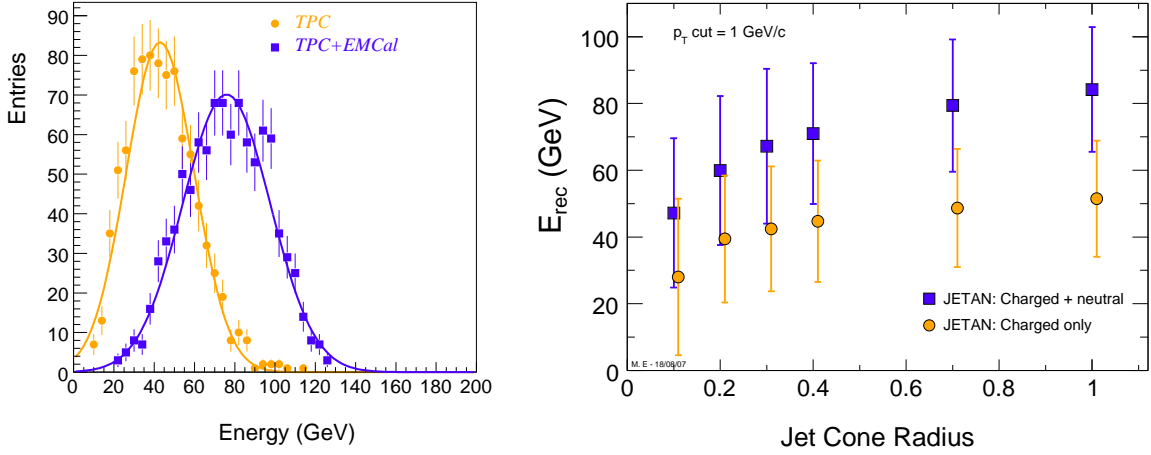 90
80
70
60
50
40
30
20
10
0
Entries
TPC
TPC+EMCal
0 20 40 60 80 100 120 140 160 180 200
Energy (GeV)
100
80
60
40
20
0
E_rec (GeV)
p_T cut = 1 GeV/c
JETAN: Charged + neutral
JETAN: Charged only
M. E - 18/08/07
0 0.2 0.4 0.6 0.8 1
Jet Cone Radius